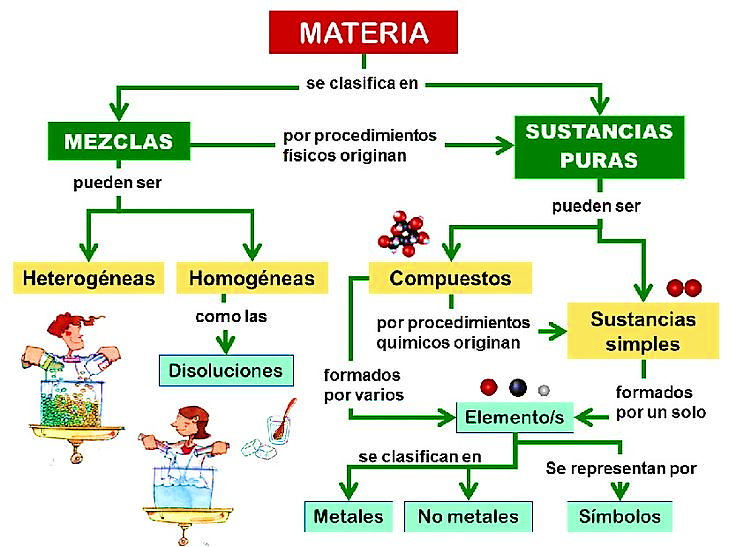 MATERIA
se clasifica en
MEZCLAS
por procedimientos
físicos originan
SUSTANCIAS
PURAS
pueden ser
pueden ser
Heterogéneas
Homogéneas
Compuestos
como las
por procedimientos
químicos originan
Sustancias
simples
Disoluciones
formados
por varios
formados
por un solo
Elemento/s
se clasifican en
Se representan por
Metales
No metales
Símbolos